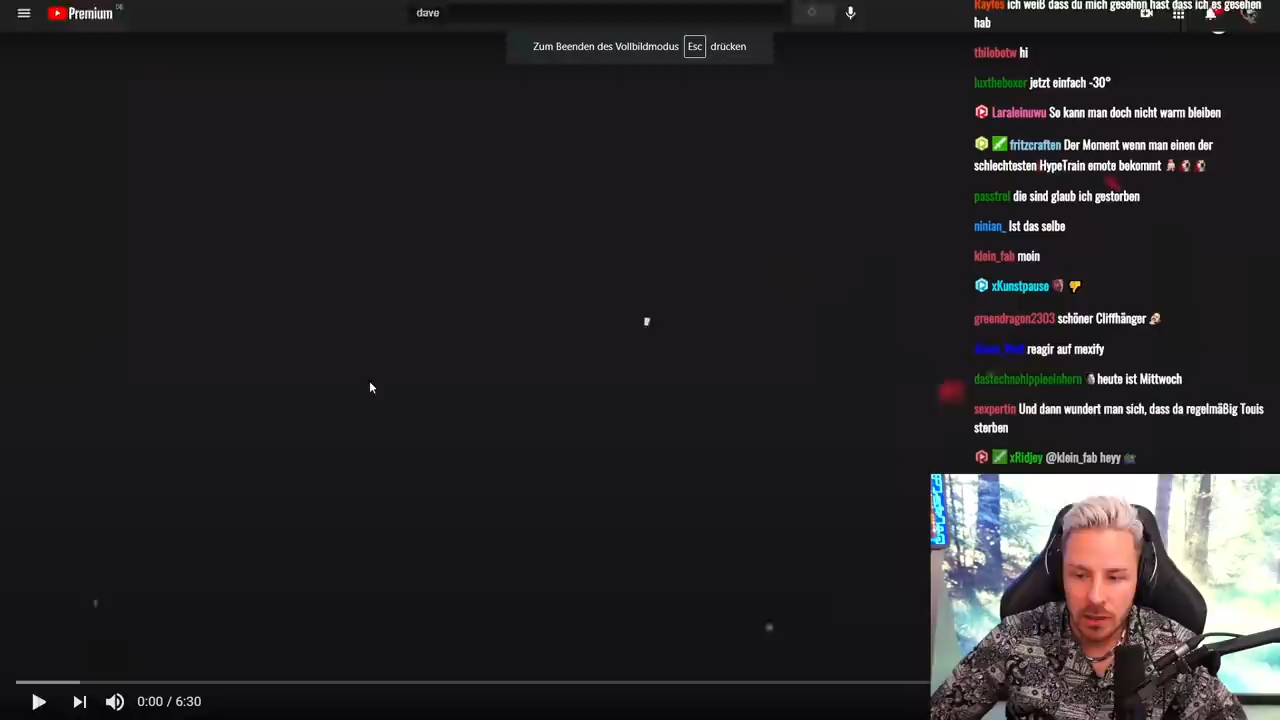 Premium DE
dave
Zum Beenden des Vollbildmodus Esc drücken
Rayfos ich weiß dass du mich gesehen hast dass ich es gesehen
hab
thilobotw hi
luxtheboxer jetzt einfach -30°
Laraleinuwu So kann man doch nicht warm bleiben
fritzcraften Der Moment wenn man einen der
schlechtesten HypeTrain emote bekommt
passtrel die sind glaub ich gestorben
ninian_ Ist das selbe
klein_fab moin
xKunstpause
greendragon2303 schöner Cliffhänger
reagir auf mexify
dastechnohippieeinhorn heute ist Mittwoch
sexpertin Und dann wundert man sich, dass da regelmäßig Touis
sterben
xRidjey @klein_fab heyy
0:00 / 6:30